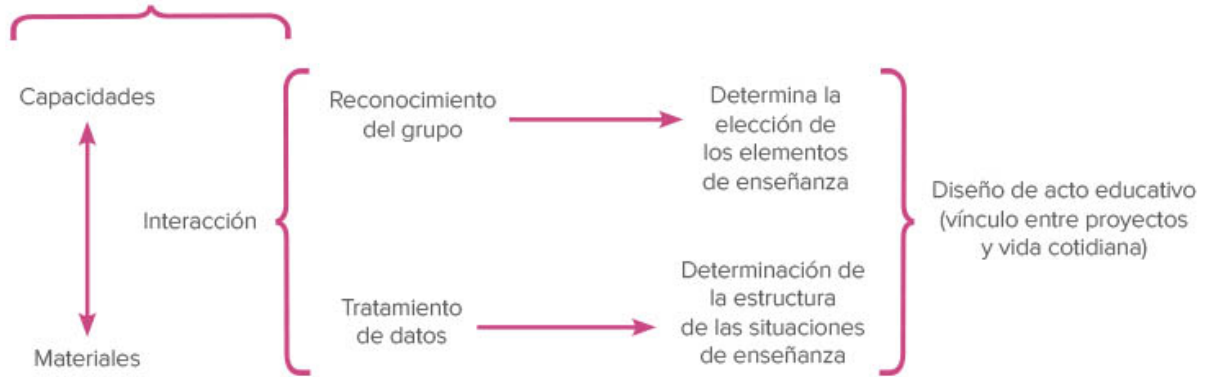 Capacidades
Materiales
Interacción
Reconocimiento
del grupo
Determina la
elección de
los elementos
de enseñanza
Tratamiento
de datos
Determinación de
la estructura
de las situaciones
de enseñanza
Diseño de acto educativo
(vínculo entre proyectos
y vida cotidiana)